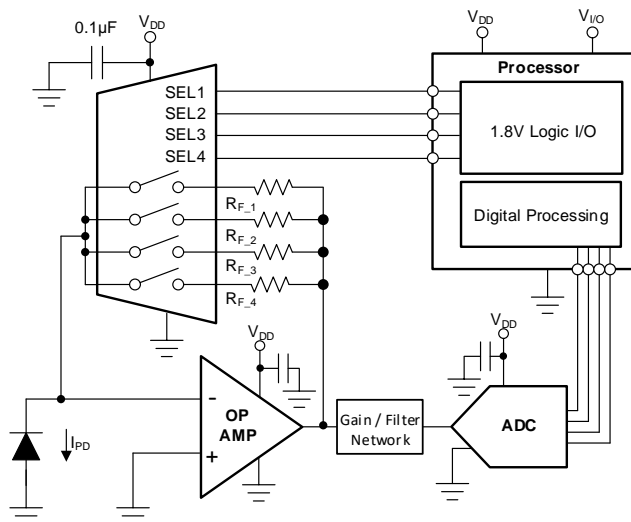 0.1µF
VDD
VDD
VI/O
Processor
SEL1
SEL2
SEL3
SEL4
1.8V Logic I/O
Digital Processing
RF_1
RF_2
RF_3
RF_4
VDD
VDD
-
OP
AMP
+
IPD
Gain / Filter
Network
ADC